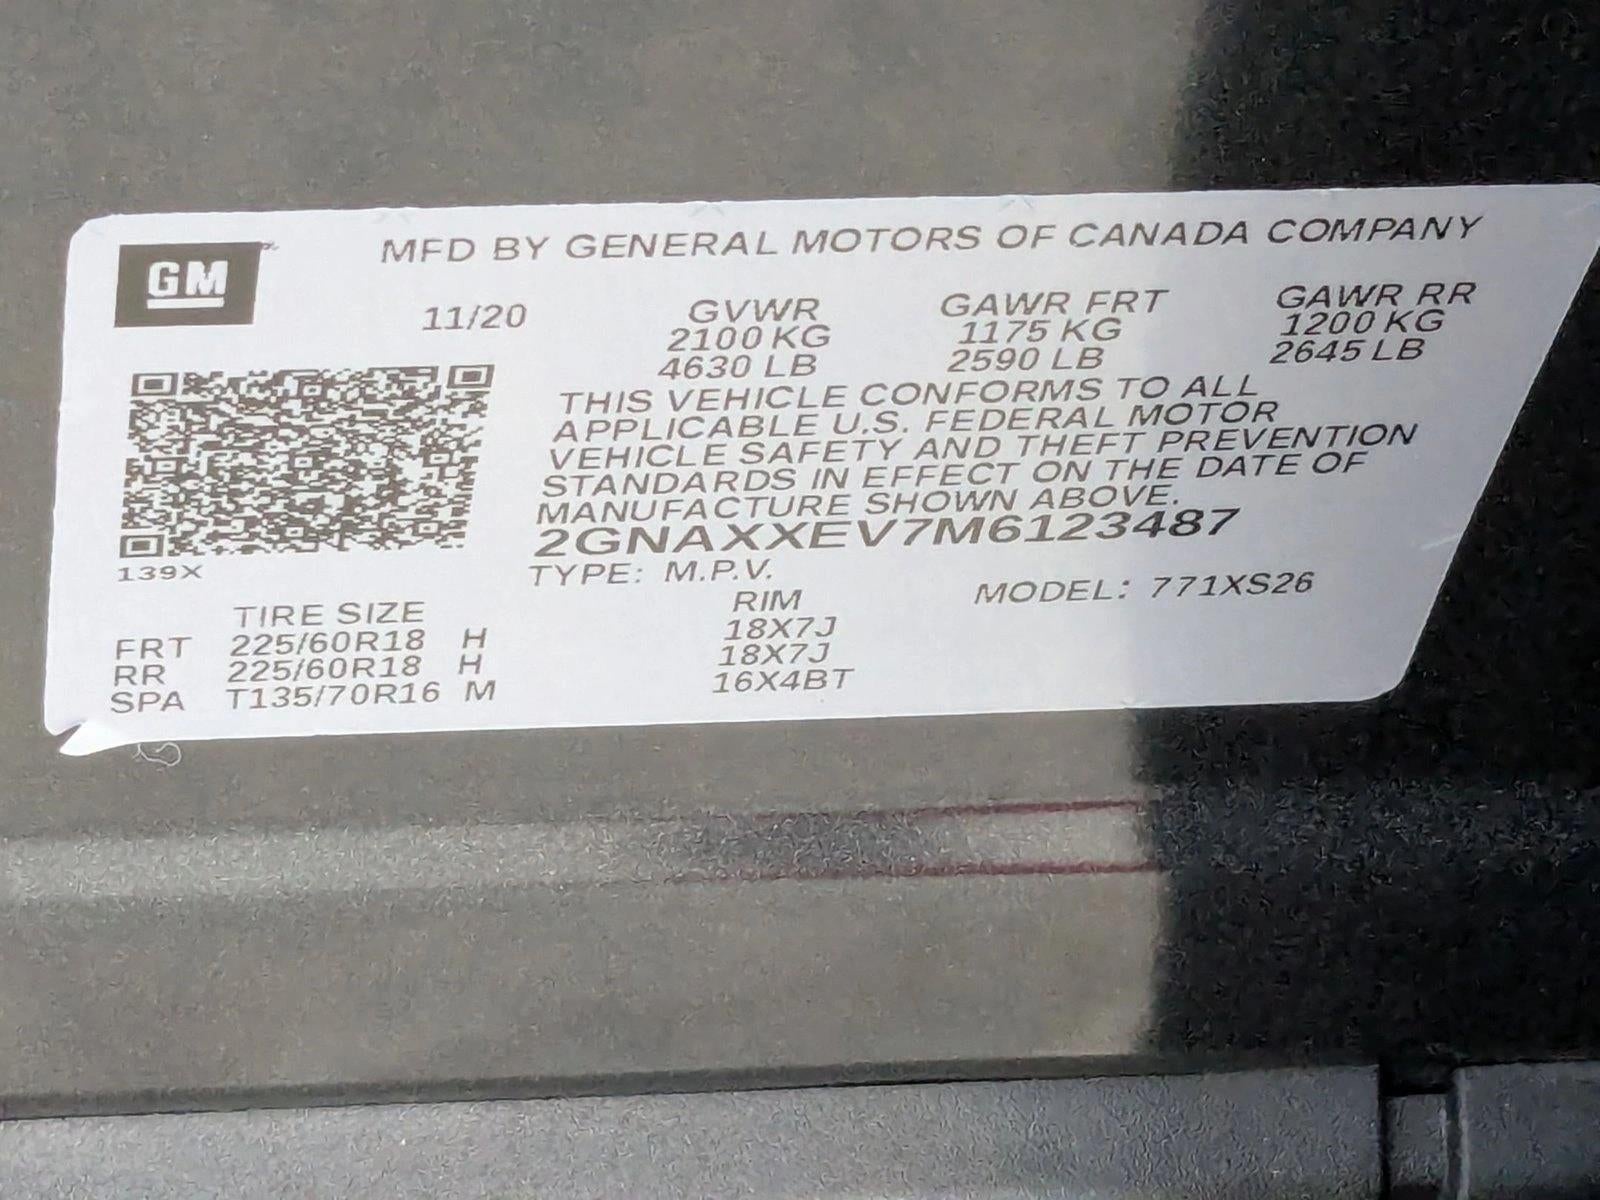 GM
MFD BY GENERAL MOTORS OF CANADA COMPANY
11/20 GVWR GAWR FRT GAWR RR
2100 KG 1175 KG 1200 KG
4630 LB 2590 LB 2645 LB
THIS VEHICLE CONFORMS TO ALL
APPLICABLE U.S. FEDERAL MOTOR
VEHICLE SAFETY AND THEFT PREVENTION
STANDARDS IN EFFECT ON THE DATE OF
MANUFACTURE SHOWN ABOVE.
2GNAXXEV7M6123487
139X
TYPE: M.P.V. MODEL: 771XS26
TIRE SIZE RIM
FRT 225/60R18 H 18X7J
RR 225/60R18 H 18X7J
SPA T135/70R16 M 16X4BT